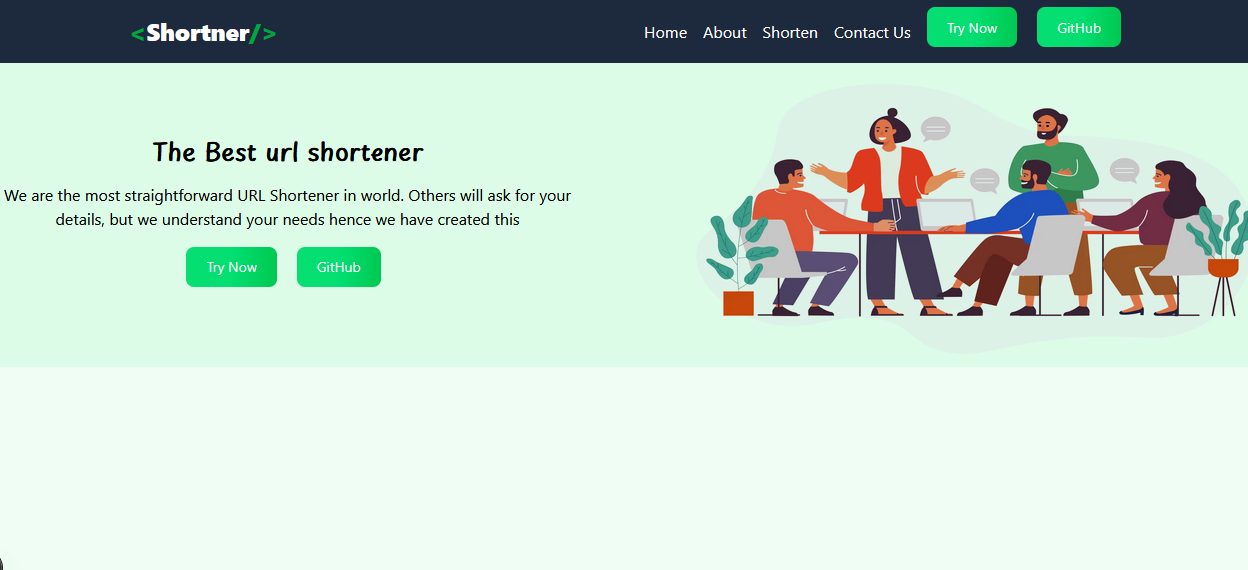 <Shortner/>
Home About Shorten Contact Us Try Now GitHub
The Best url shortener
We are the most straightforward URL Shortener in world. Others will ask for your
details, but we understand your needs hence we have created this
Try Now GitHub